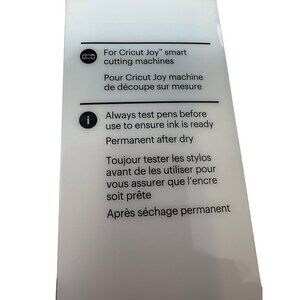 For Cricut Joy™ smart
cutting machines
Pour Cricut Joy machine
de découpe sur mesure
Always test pens before
use to ensure ink is ready
Permanent after dry
Toujour tester les stylos
avant de les utiliser pour
vous assurer que l'encre
soit prête
Après séchage permanent